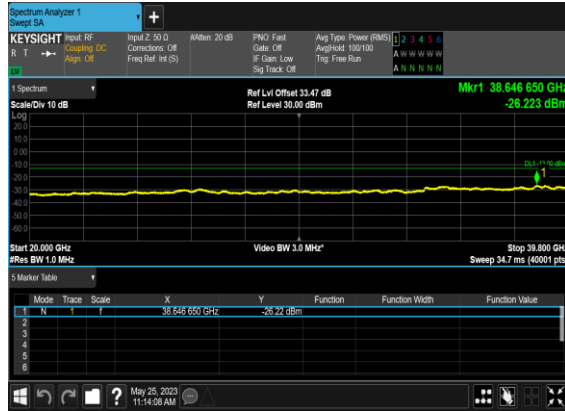 Spectrum Analyzer 1
Swept SA
+
KEYSIGHT
R T
LVI
Input: RF
Coupling: DC
Align: Off
Input Z: 50 Ω
Corrections: Off
Freq Ref: Int (S)
#Atten: 20 dB
PNO: Fast
Gate: Off
IF Gain: Low
Sig Track: Off
Avg Type: Power (RMS)
Avg|Hold: 100/100
Trig: Free Run
1 2 3 4 5 6
A W W W W W
A N N N N N
1 Spectrum
Scale/Div 10 dB
Ref Lvl Offset 33.47 dB
Ref Level 30.00 dBm
Mkr1 38.646 650 GHz
-26.223 dBm
Log
20.0
10.0
0.00
-10.0
-20.0
-30.0
-40.0
-50.0
-60.0
DL1 -13.00 dBm
1
Start 20.000 GHz
#Res BW 1.0 MHz
Video BW 3.0 MHz*
Stop 39.800 GHz
Sweep 34.7 ms (40001 pts)
5 Marker Table
Mode Trace Scale X Y Function Function Width Function Value
1 N 1 f 38.646 650 GHz -26.22 dBm
2
3
4
5
6
?
May 25, 2023
11:14:08 AM